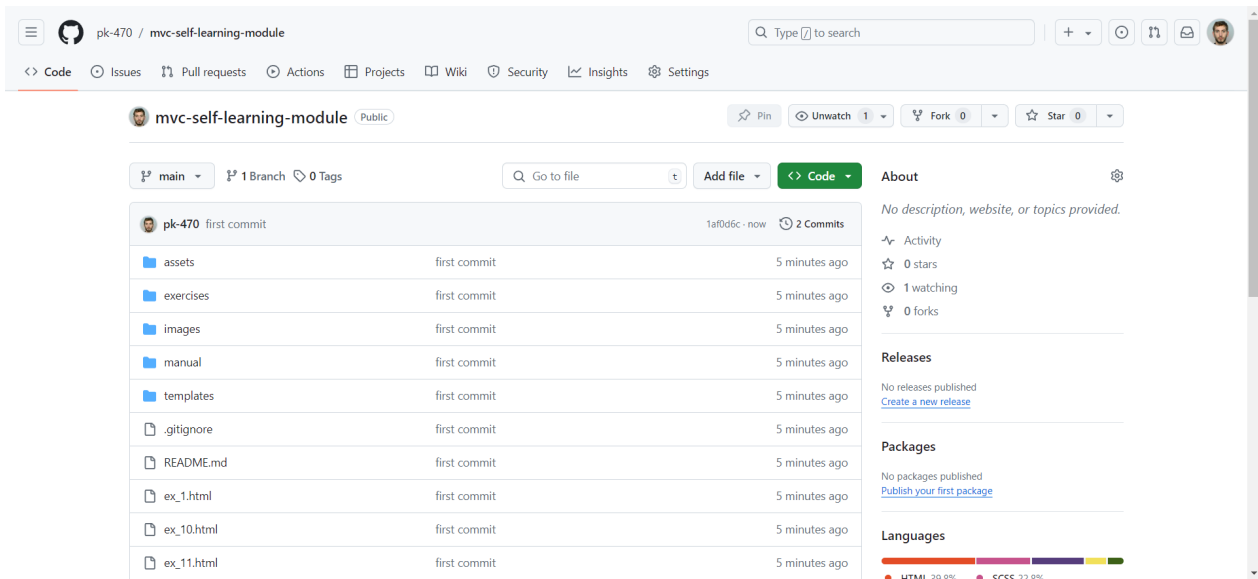 pk-470 / mvc-self-learning-module
Type / to search
Code Issues Pull requests Actions Projects Wiki Security Insights Settings
mvc-self-learning-module Public
Pin Unwatch 1 Fork 0 Star 0
main 1 Branch 0 Tags
Go to file t Add file Code
pk-470 first commit 1af0d6c · now 2 Commits
assets first commit 5 minutes ago
exercises first commit 5 minutes ago
images first commit 5 minutes ago
manual first commit 5 minutes ago
templates first commit 5 minutes ago
.gitignore first commit 5 minutes ago
README.md first commit 5 minutes ago
ex_1.html first commit 5 minutes ago
ex_10.html first commit 5 minutes ago
ex_11.html first commit 5 minutes ago
About
No description, website, or topics provided.
Activity
0 stars
1 watching
0 forks
Releases
No releases published
Create a new release
Packages
No packages published
Publish your first package
Languages
HTML 39.8% SCSS 22.8%